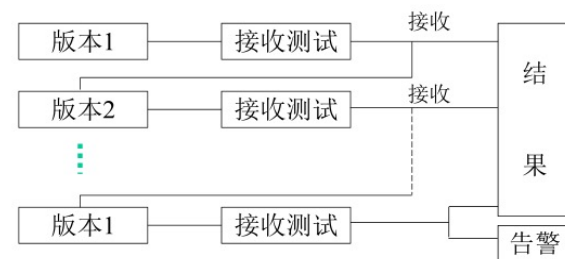 版本1 接收测试 接收 结
版本2 接收测试 接收
果
版本1 接收测试
告警